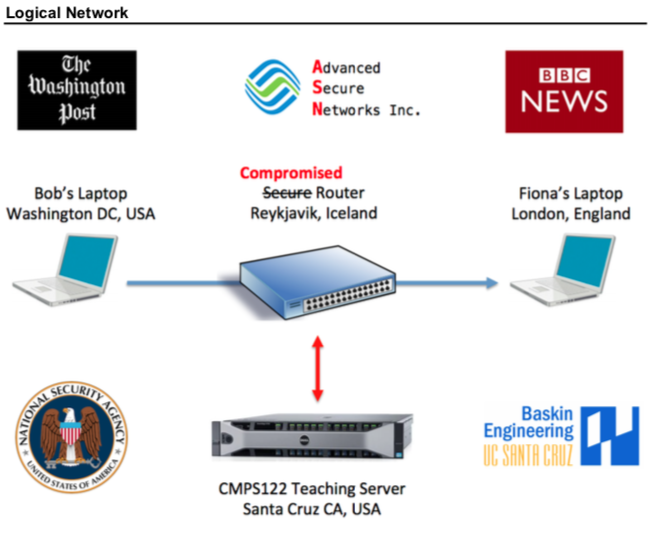 Logical Network
The
Washington
Post
Advanced
Secure
Networks Inc.
BBC
NEWS
Compromised
Bob's Laptop
Secure Router
Fiona's Laptop
Washington DC, USA
Reykjavik, Iceland
London, England
NATIONAL SECURITY AGENCY
UNITED STATES OF AMERICA
Baskin
Engineering
UC SANTA CRUZ
CMPS122 Teaching Server
Santa Cruz CA, USA